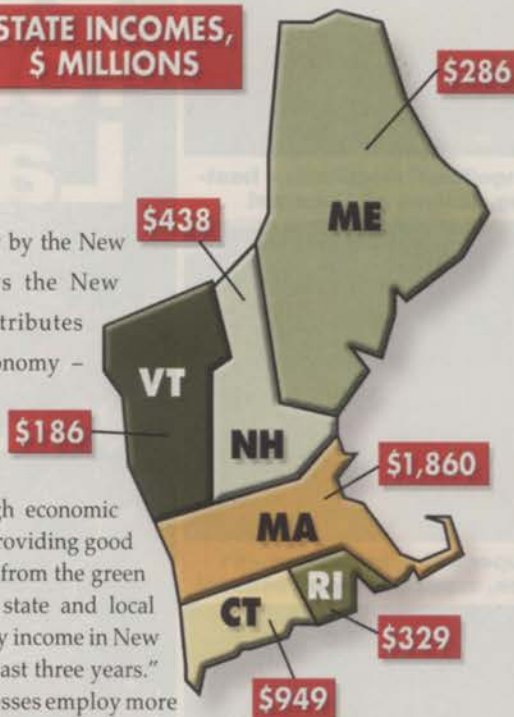 STATE INCOMES,
$ MILLIONS
$286
ME
$438
by the New
the New
tributes
onomy –
VT
NH
$186
$1,860
MA
economic
roviding good
from the green
state and local
y income in New
ast three years.”
esses employ more
RI
CT
$329
$949